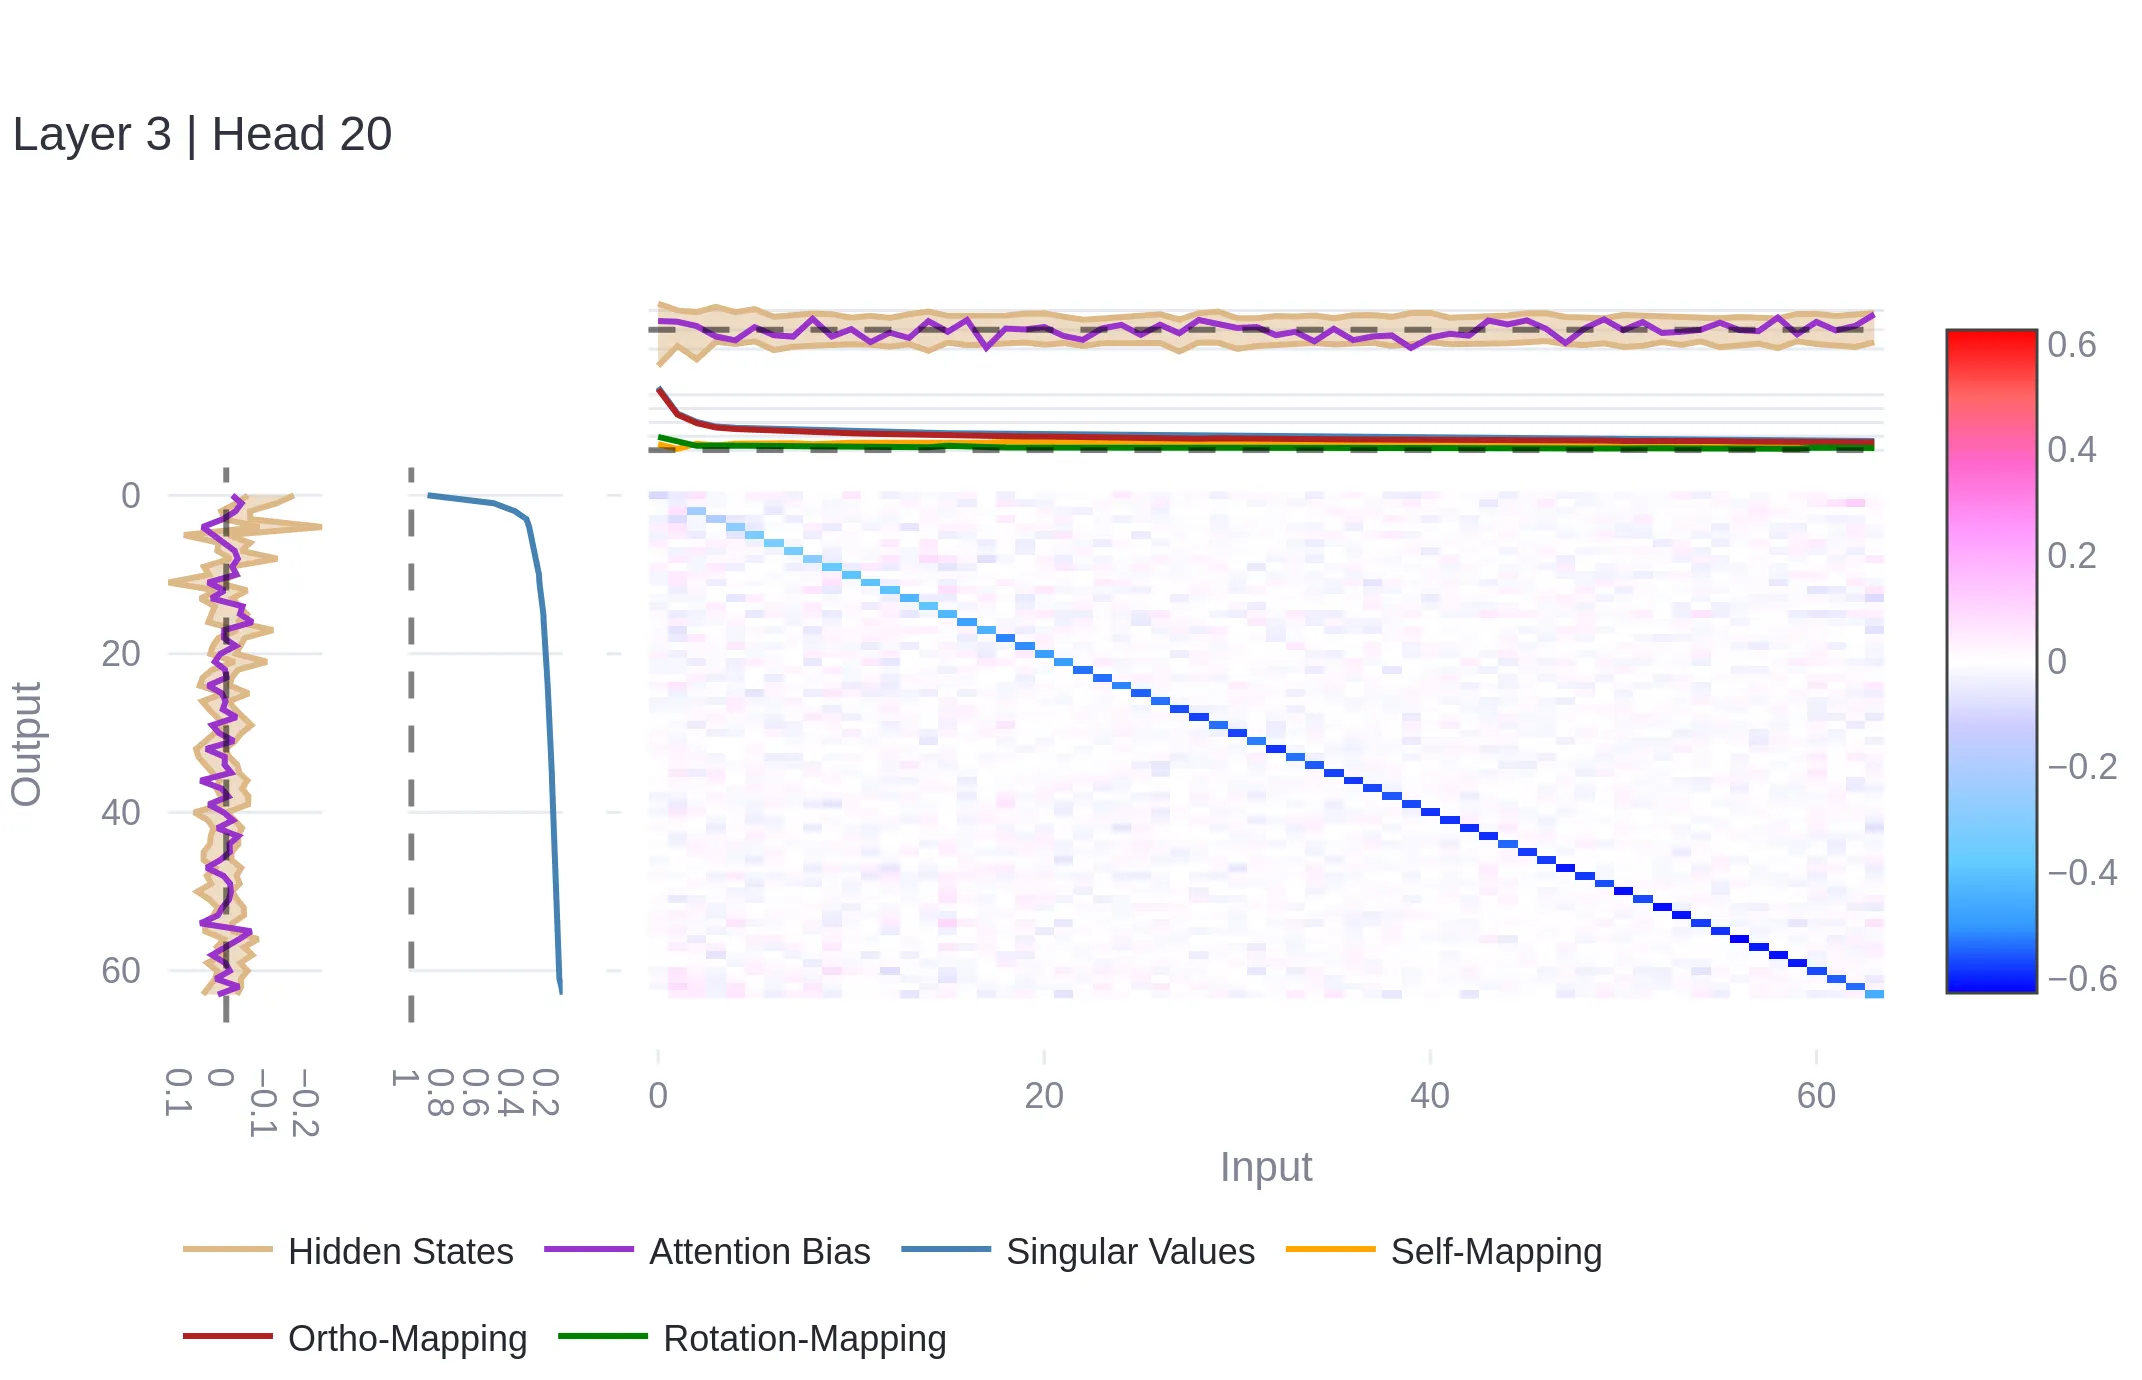 Layer 3 | Head 20
0
20
40
60
Output
0.1
0
−0.1
−0.2
1
0.8
0.6
0.4
0.2
0
20
40
60
Input
0.6
0.4
0.2
0
−0.2
−0.4
−0.6
Hidden States
Attention Bias
Singular Values
Self-Mapping
Ortho-Mapping
Rotation-Mapping